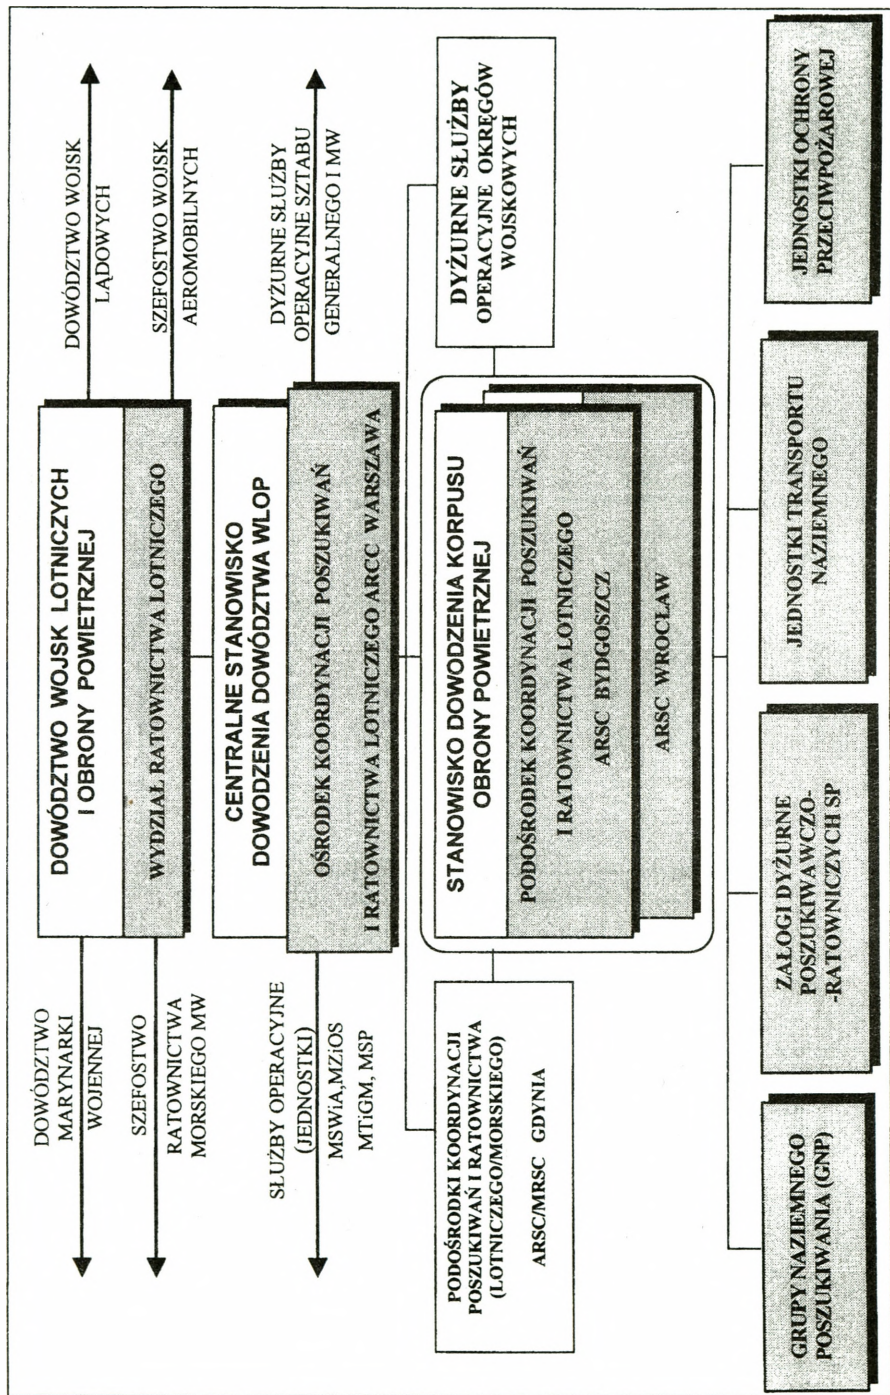 DOWÓDZTWO WOJSK LOTNICZYCH
I OBRONY POWIETRZNEJ
WYDZIAŁ RATOWNICTWA LOTNICZEGO
DOWÓDZTWO
MARYNARKI
WOJENNEJ
SZEFOSTWO
RATOWNICTWA
MORSKIEGO MW
DOWÓDZTWO WOJSK
LĄDOWYCH
SZEFOSTWO WOJSK
AEROMOBILNYCH
CENTRALNE STANOWISKO
DOWODZENIA DOWÓDZTWA WLOP
OŚRODEK KOORDYNACJI POSZUKIWAŃ
I RATOWNICTWA LOTNICZEGO ARCC WARSZAWA
SŁUŻBY OPERACYJNE
(JEDNOSTKI)
MSWiA,MZiOS
MTiGM, MSP
DYŻURNE SŁUŻBY
OPERACYJNE SZTABU
GENERALNEGO I MW
PODOŚRODKI KOORDYNACJI
POSZUKIWAŃ I RATOWNICTWA
(LOTNICZEGO/MORSKIEGO)
ARSC/MRSC GDYNIA
STANOWISKO DOWODZENIA KORPUSU
OBRONY POWIETRZNEJ
PODOŚRODEK KOORDYNACJI POSZUKIWAŃ
I RATOWNICTWA LOTNICZEGO
ARSC BYDGOSZCZ
ARSC WROCŁAW
DYŻURNE SŁUŻBY
OPERACYJNE OKRĘGÓW
WOJSKOWYCH
GRUPY NAZIEMNEGO
POSZUKIWANIA (GNP)
ZAŁOGI DYŻURNE
POSZUKIWAWCZO-
-RATOWNICZYCH SP
JEDNOSTKI TRANSPORTU
NAZIEMNEGO
JEDNOSTKI OCHRONY
PRZECIWPOŻAROWEJ